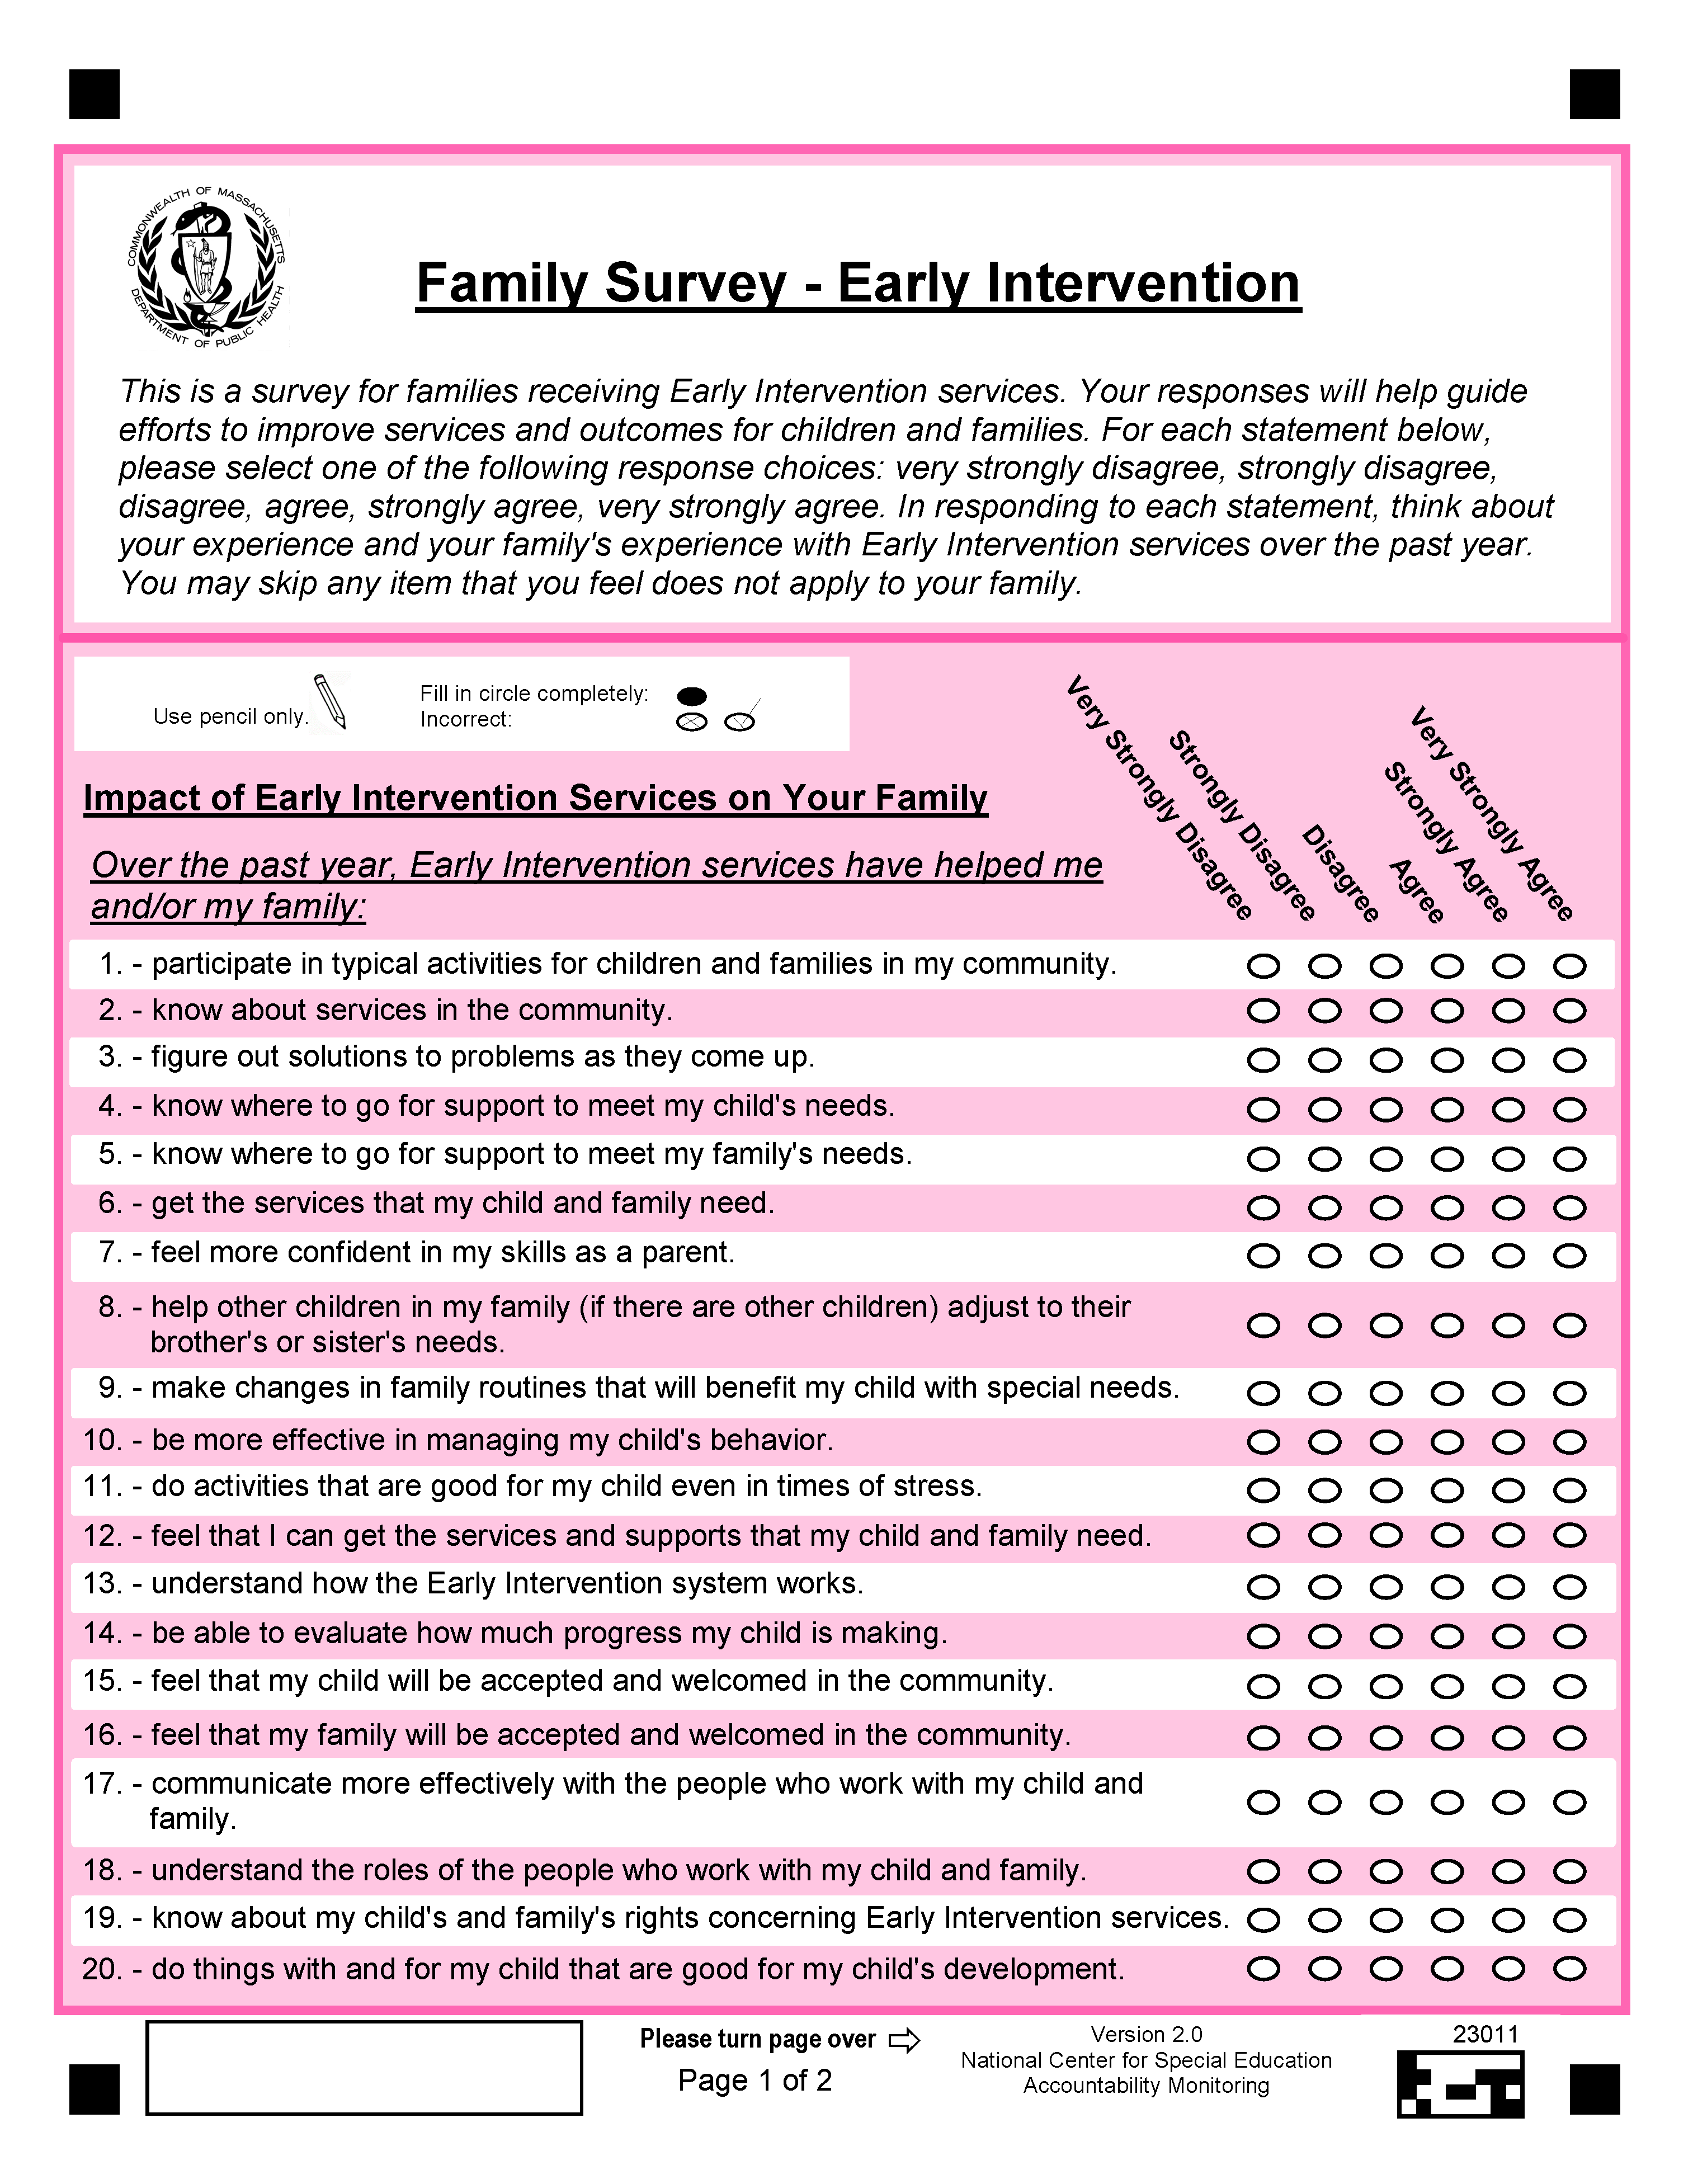 COMMONWEALTH OF MASSACHUSETTS
DEPARTMENT OF PUBLIC HEALTH
Family Survey - Early Intervention
This is a survey for families receiving Early Intervention services. Your responses will help guide
efforts to improve services and outcomes for children and families. For each statement below,
please select one of the following response choices: very strongly disagree, strongly disagree,
disagree, agree, strongly agree, very strongly agree. In responding to each statement, think about
your experience and your family's experience with Early Intervention services over the past year.
You may skip any item that you feel does not apply to your family.
Use pencil only.
Fill in circle completely:
Incorrect:
Very Strongly Disagree
Strongly Disagree
Disagree
Agree
Strongly Agree
Very Strongly Agree
Impact of Early Intervention Services on Your Family
Over the past year, Early Intervention services have helped me
and/or my family:
1. - participate in typical activities for children and families in my community.
2. - know about services in the community.
3. - figure out solutions to problems as they come up.
4. - know where to go for support to meet my child's needs.
5. - know where to go for support to meet my family's needs.
6. - get the services that my child and family need.
7. - feel more confident in my skills as a parent.
8. - help other children in my family (if there are other children) adjust to their
brother's or sister's needs.
9. - make changes in family routines that will benefit my child with special needs.
10. - be more effective in managing my child's behavior.
11. - do activities that are good for my child even in times of stress.
12. - feel that I can get the services and supports that my child and family need.
13. - understand how the Early Intervention system works.
14. - be able to evaluate how much progress my child is making.
15. - feel that my child will be accepted and welcomed in the community.
16. - feel that my family will be accepted and welcomed in the community.
17. - communicate more effectively with the people who work with my child and
family.
18. - understand the roles of the people who work with my child and family.
19. - know about my child's and family's rights concerning Early Intervention services.
20. - do things with and for my child that are good for my child's development.
Please turn page over
Page 1 of 2
Version 2.0
National Center for Special Education
Accountability Monitoring
23011